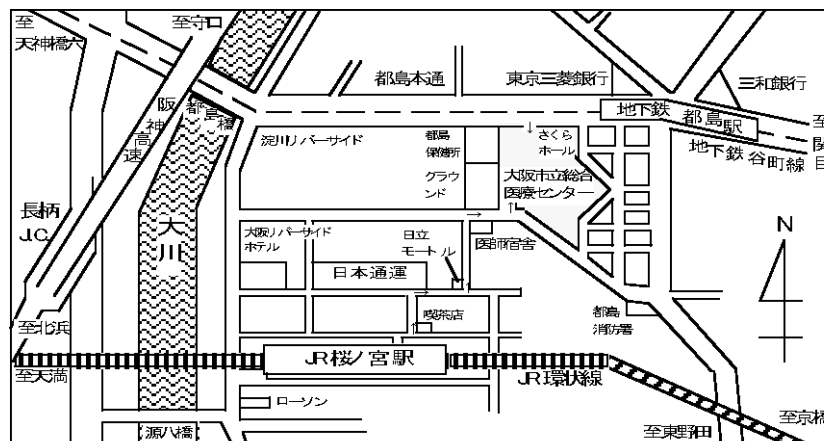 至
天神橋六
至守口
都島本通
東京三菱銀行
三和銀行
阪
神
高
速
都
島
橋
地下鉄
都島
駅
至
関
目
地下鉄
谷町線
淀川リバーサイド
都島
保健所
グラウ
ンド
さくら
ホール
大阪市立総合
医療センター
長柄
J.C.
大
川
大阪リバーサイド
ホテル
日立
モートル
医師宿舎
N
日本通運
喫茶店
都島
消防署
至北浜
JR桜ノ宮駅
至天満
JR環状線
ローソン
源八橋
至東野田
至京橋